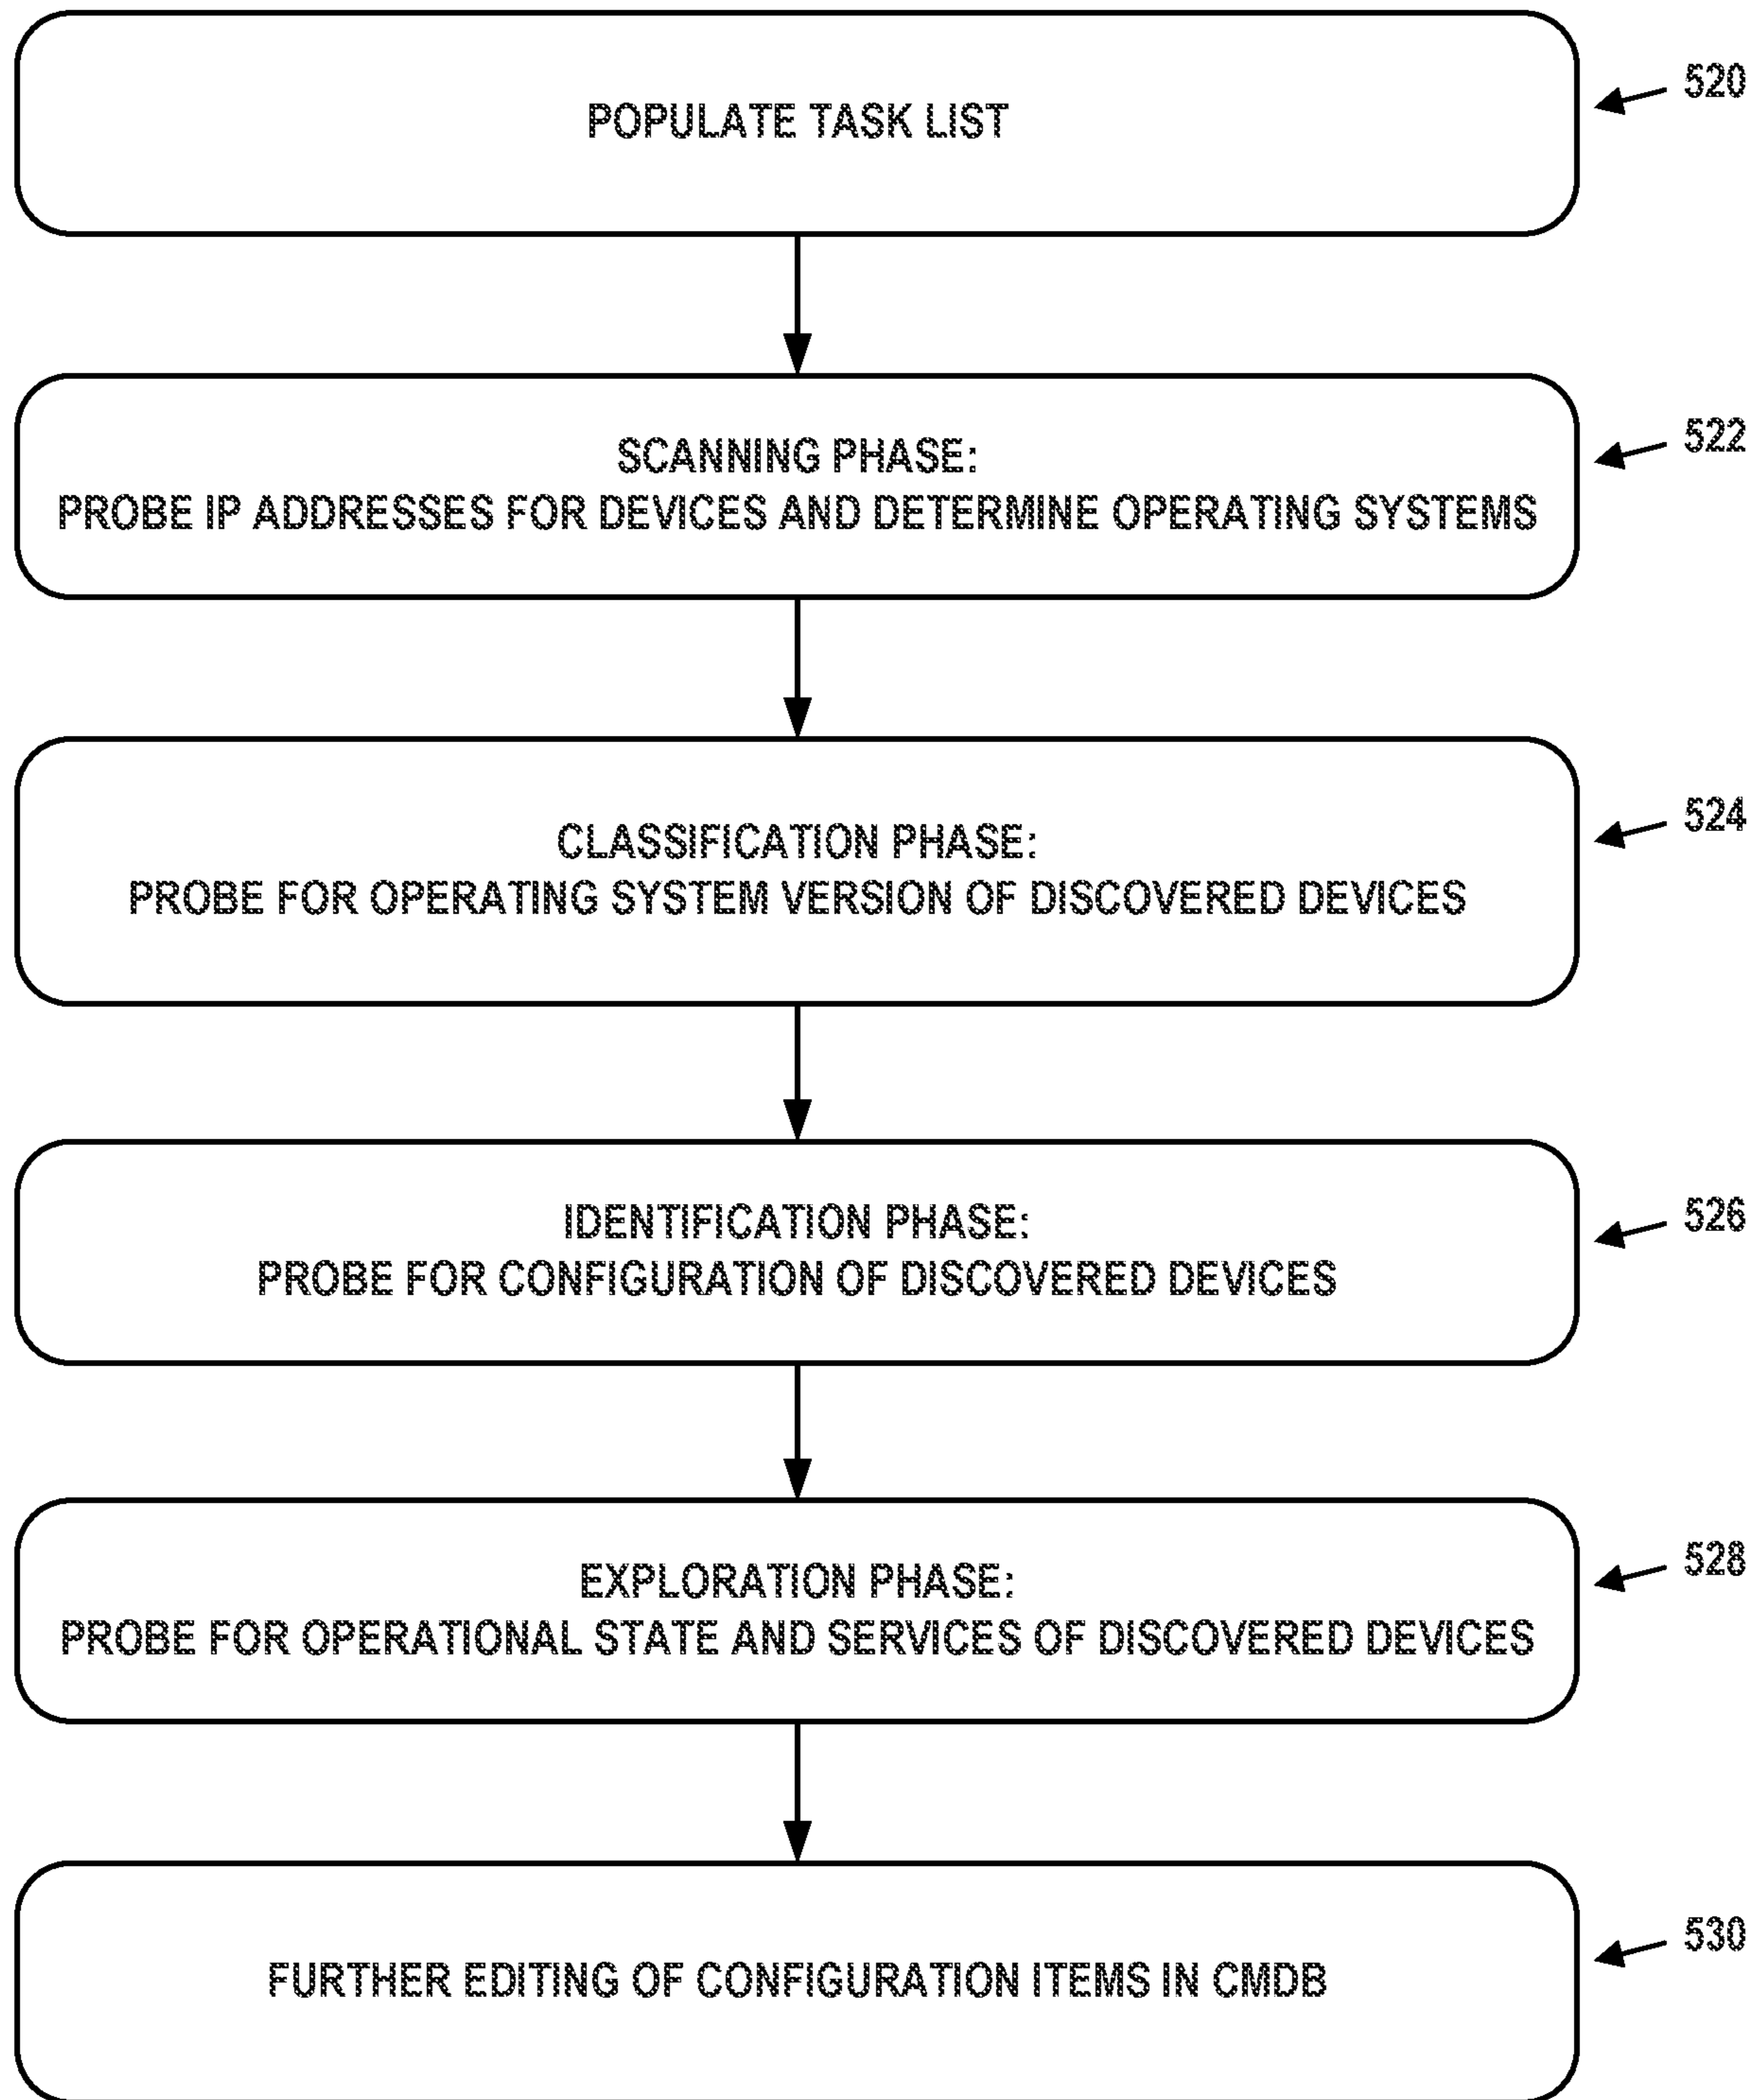 POPULATE TASK LIST
520
SCANNING PHASE:
PROBE IP ADDRESSES FOR DEVICES AND DETERMINE OPERATING SYSTEMS
522
CLASSIFICATION PHASE:
PROBE FOR OPERATING SYSTEM VERSION OF DISCOVERED DEVICES
524
IDENTIFICATION PHASE:
PROBE FOR CONFIGURATION OF DISCOVERED DEVICES
526
EXPLORATION PHASE:
PROBE FOR OPERATIONAL STATE AND SERVICES OF DISCOVERED DEVICES
528
FURTHER EDITING OF CONFIGURATION ITEMS IN CMDB
530